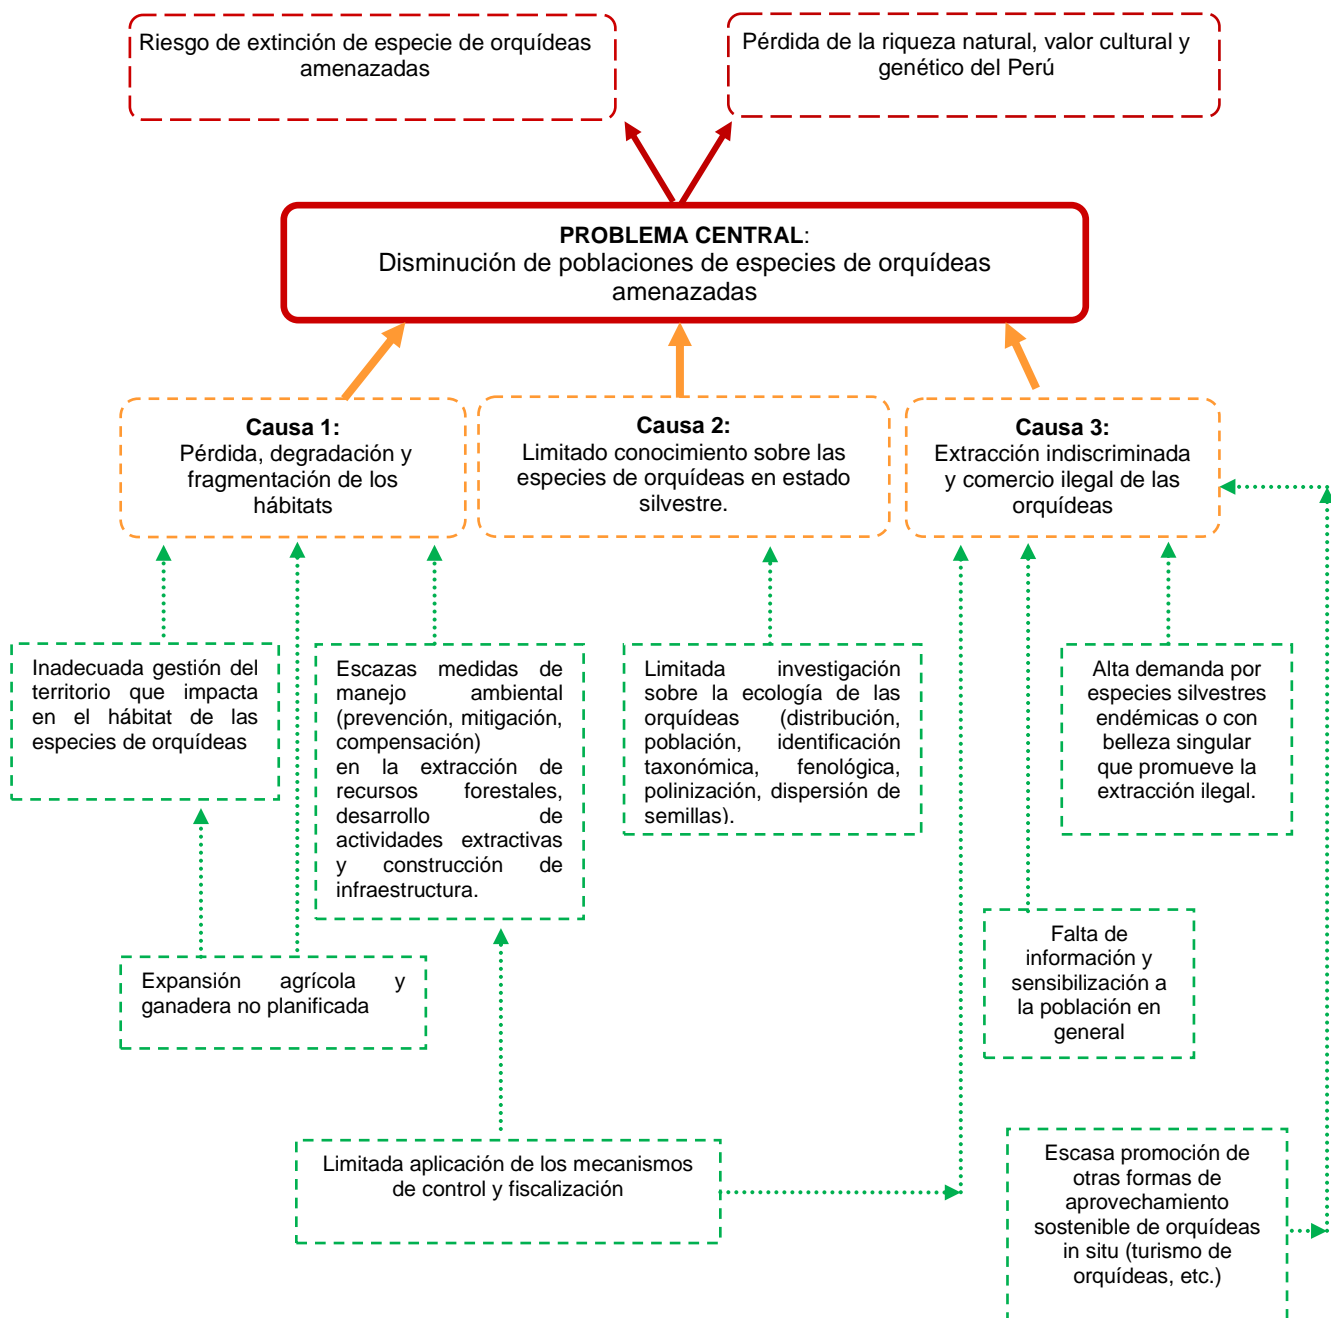 Riesgo de extinción de especie de orquídeas
amenazadas
Pérdida de la riqueza natural, valor cultural y
genético del Perú
PROBLEMA CENTRAL:
Disminución de poblaciones de especies de orquídeas
amenazadas
Causa 1:
Pérdida, degradación y
fragmentación de los
hábitats
Causa 2:
Limitado conocimiento sobre las
especies de orquídeas en estado
silvestre.
Causa 3:
Extracción indiscriminada
y comercio ilegal de las
orquídeas
Inadecuada gestión del
territorio que impacta
en el hábitat de las
especies de orquídeas
Escazas medidas de
manejo ambiental
(prevención, mitigación,
compensación)
en la extracción de
recursos forestales,
desarrollo de
actividades extractivas
y construcción de
infraestructura.
Limitada investigación
sobre la ecología de las
orquídeas (distribución,
población, identificación
taxonómica, fenológica,
polinización, dispersión de
semillas).
Alta demanda por
especies silvestres
endémicas o con
belleza singular
que promueve la
extracción ilegal.
Expansión agrícola y
ganadera no planificada
Falta de
información y
sensibilización a
la población en
general
Limitada aplicación de los mecanismos
de control y fiscalización
Escasa promoción de
otras formas de
aprovechamiento
sostenible de orquídeas
in situ (turismo de
orquídeas, etc.)